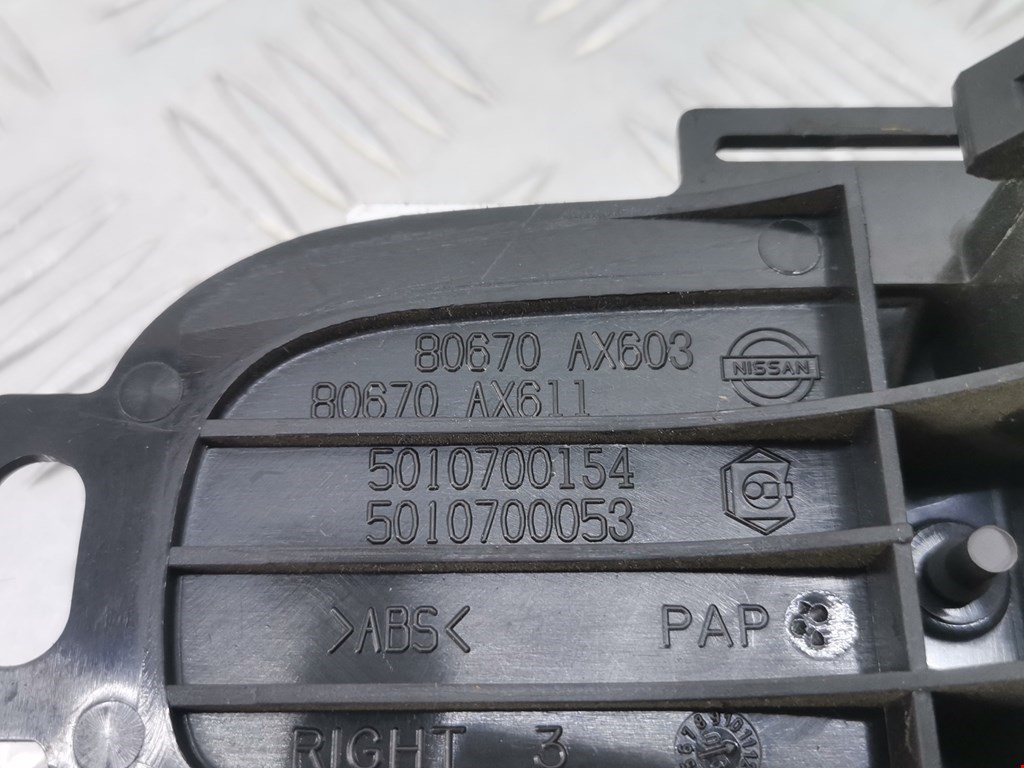 80670 AX603
NISSAN
80670 AX611
5010700154
5010700053
>ABS<
PAP
RIGHT 3